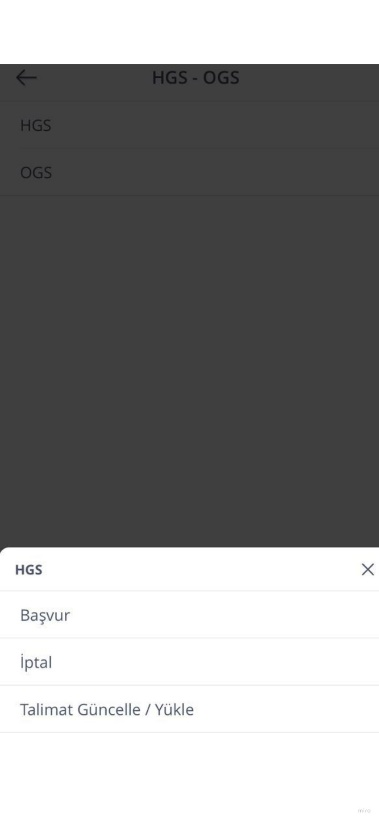 HGS - OGS
HGS
OGS
HGS
Başvur
İptal
Talimat Güncelle / Yükle